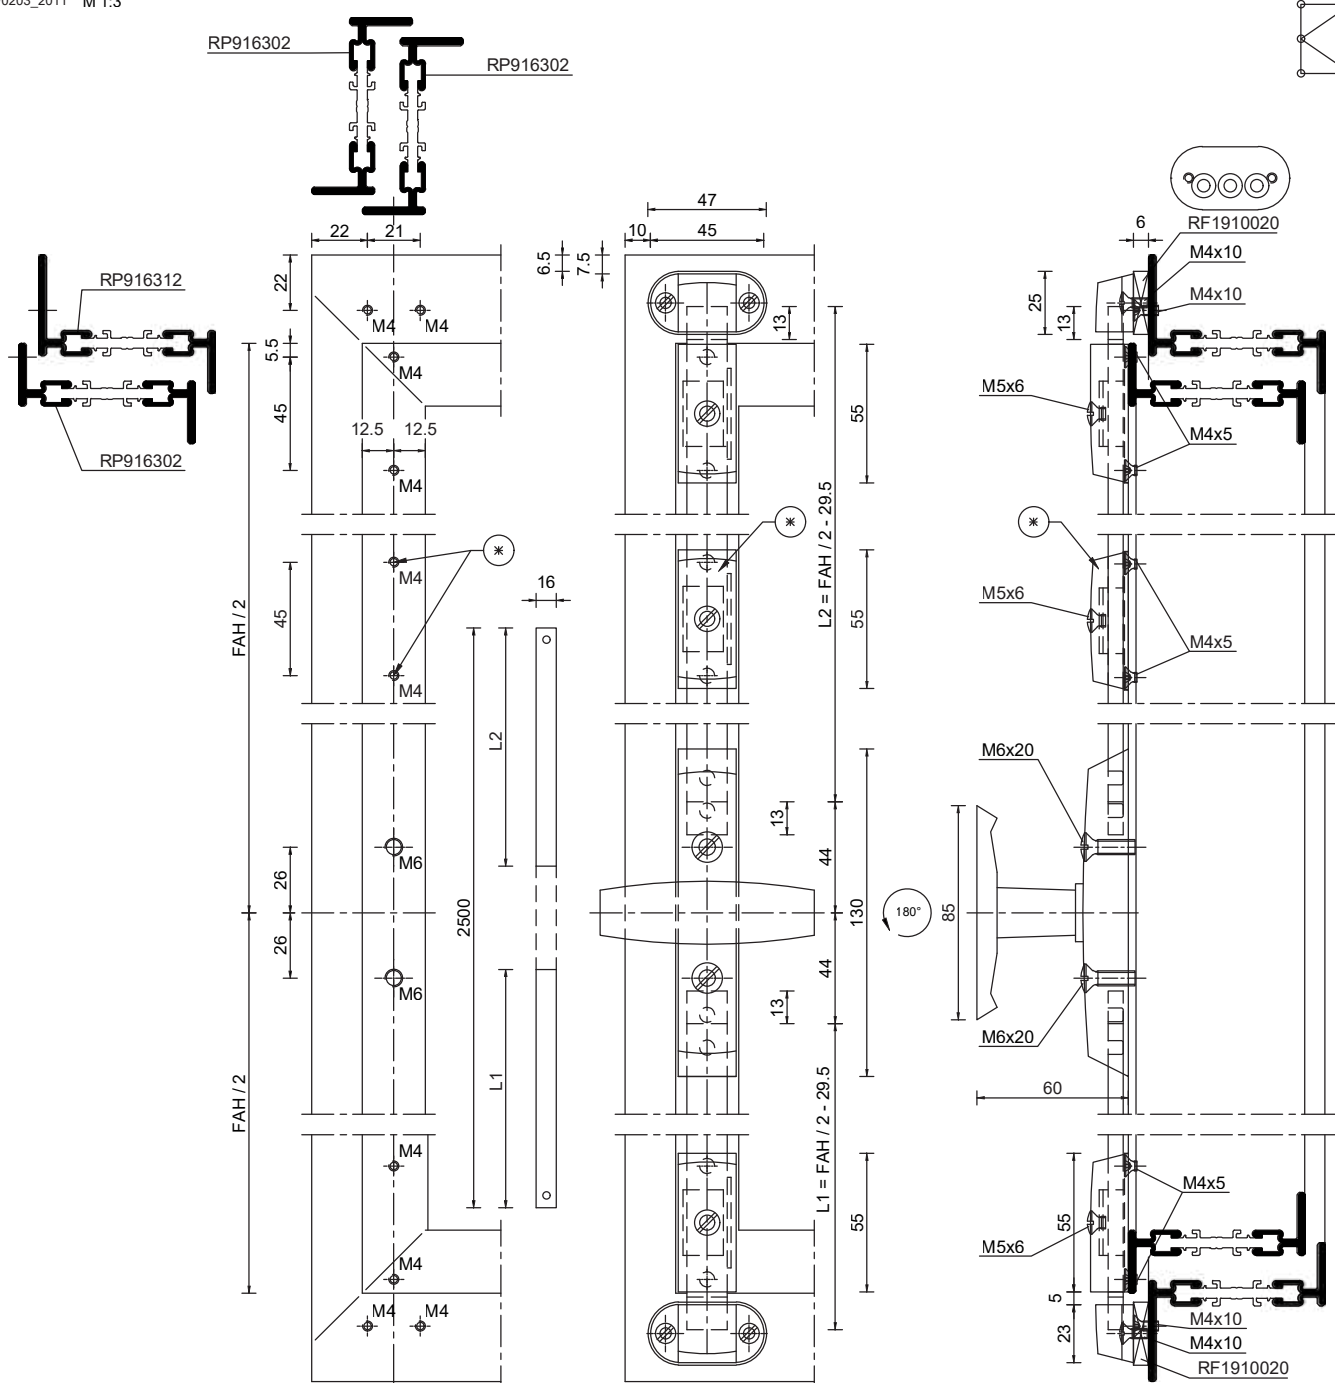 0203_2011 M 1:3
RP916302
RP916302
47
22
21
10
45
6
RF1910020
6.5
7.5
M4x10
RP916312
22
25
M4x10
M4
M4
13
13
5.5
M4
M5x6
45
12.5
12.5
55
M4x5
RP916302
M4
L2 = FAH / 2 - 29.5
M4
16
M5x6
FAH / 2
45
55
M4x5
M4
L2
M6x20
13
44
M6
26
2500
130
180°
85
26
44
M6
13
M6x20
L1
60
FAH / 2
L1 = FAH / 2 - 29.5
M4
M4x5
55
55
M5x6
M4
5
M4
M4
M4x10
23
M4x10
RF1910020